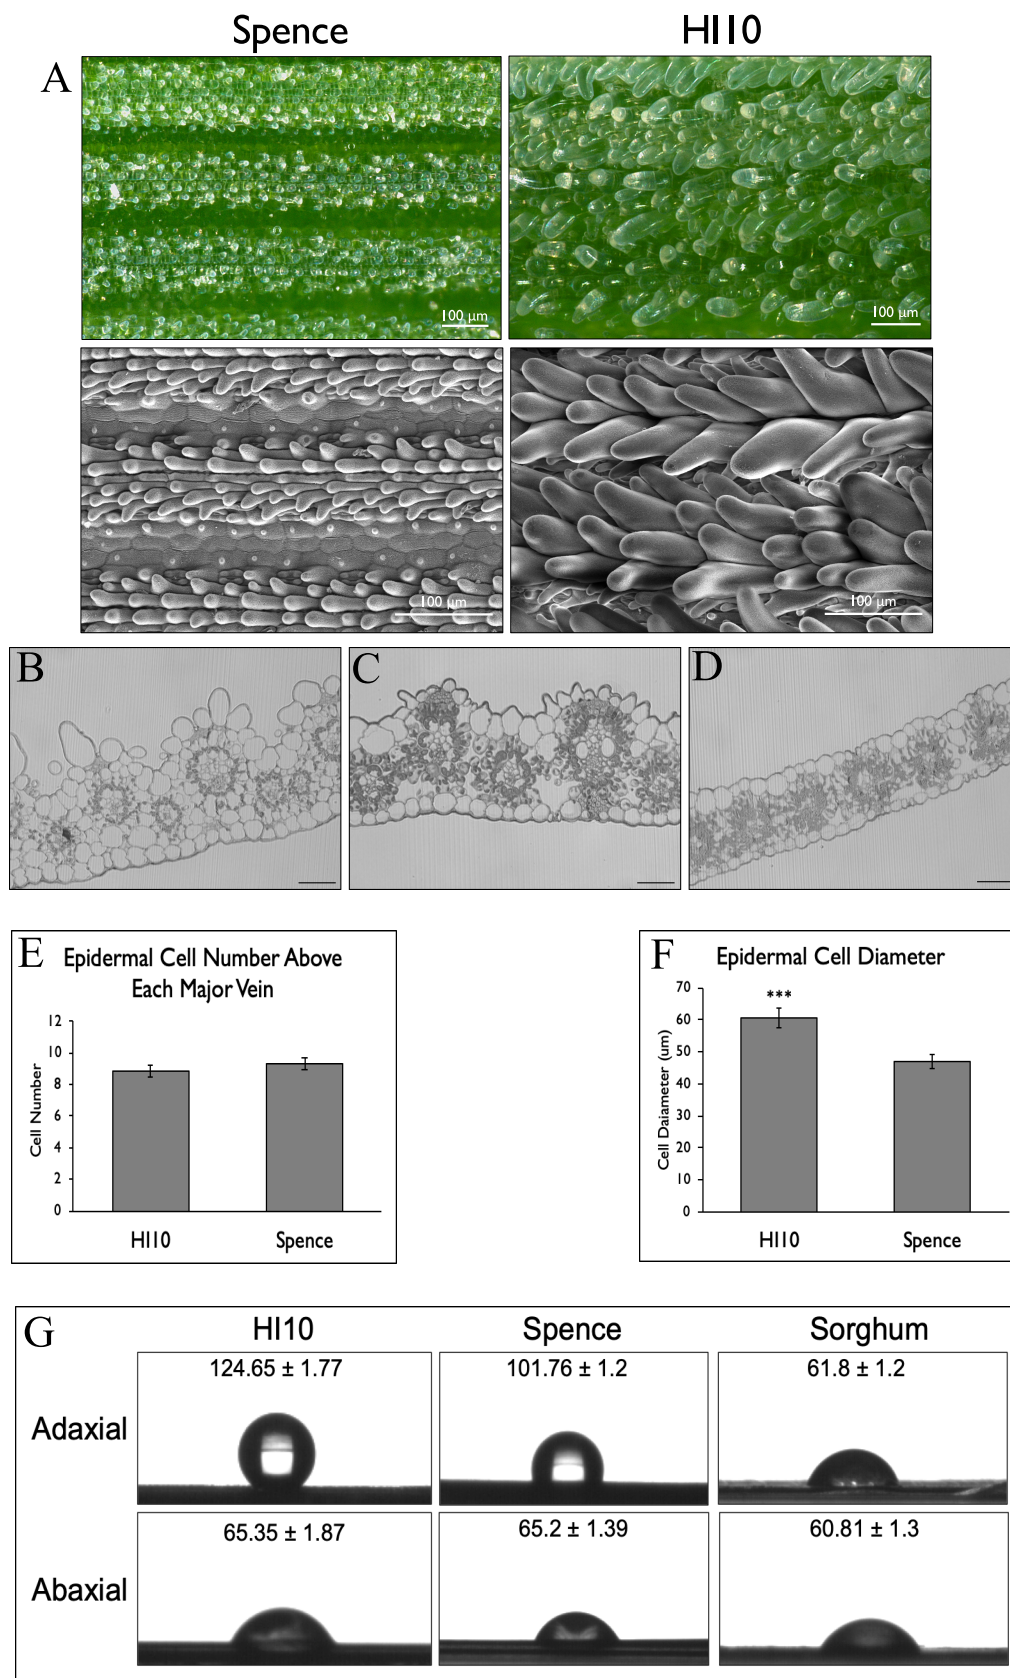 Spence HI10
A
100 µm
100 µm
100 µm
100 µm
B C D
E Epidermal Cell Number Above
Each Major Vein
12
10
8
6
4
2
0
Cell Number
HI10 Spence
F Epidermal Cell Diameter
***
70
60
50
40
30
20
10
0
Cell Daiameter (um)
HI10 Spence
G HI10 Spence Sorghum
Adaxial
124.65 ± 1.77 101.76 ± 1.2 61.8 ± 1.2
Abaxial
65.35 ± 1.87 65.2 ± 1.39 60.81 ± 1.3